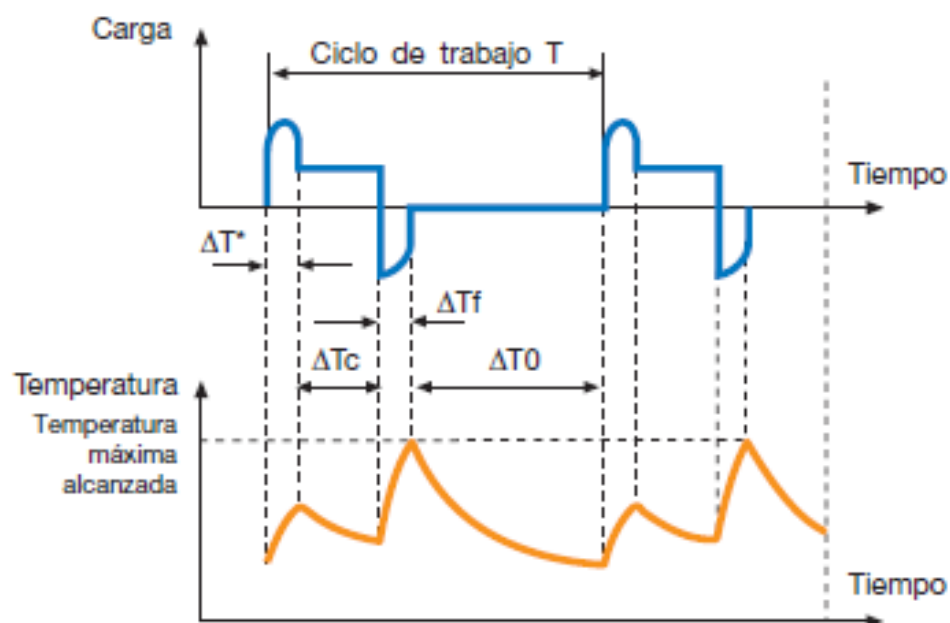 Carga
Ciclo de trabajo T
Tiempo
ΔT*
ΔTf
ΔTc
ΔT0
Temperatura
Temperatura
máxima
alcanzada
Tiempo